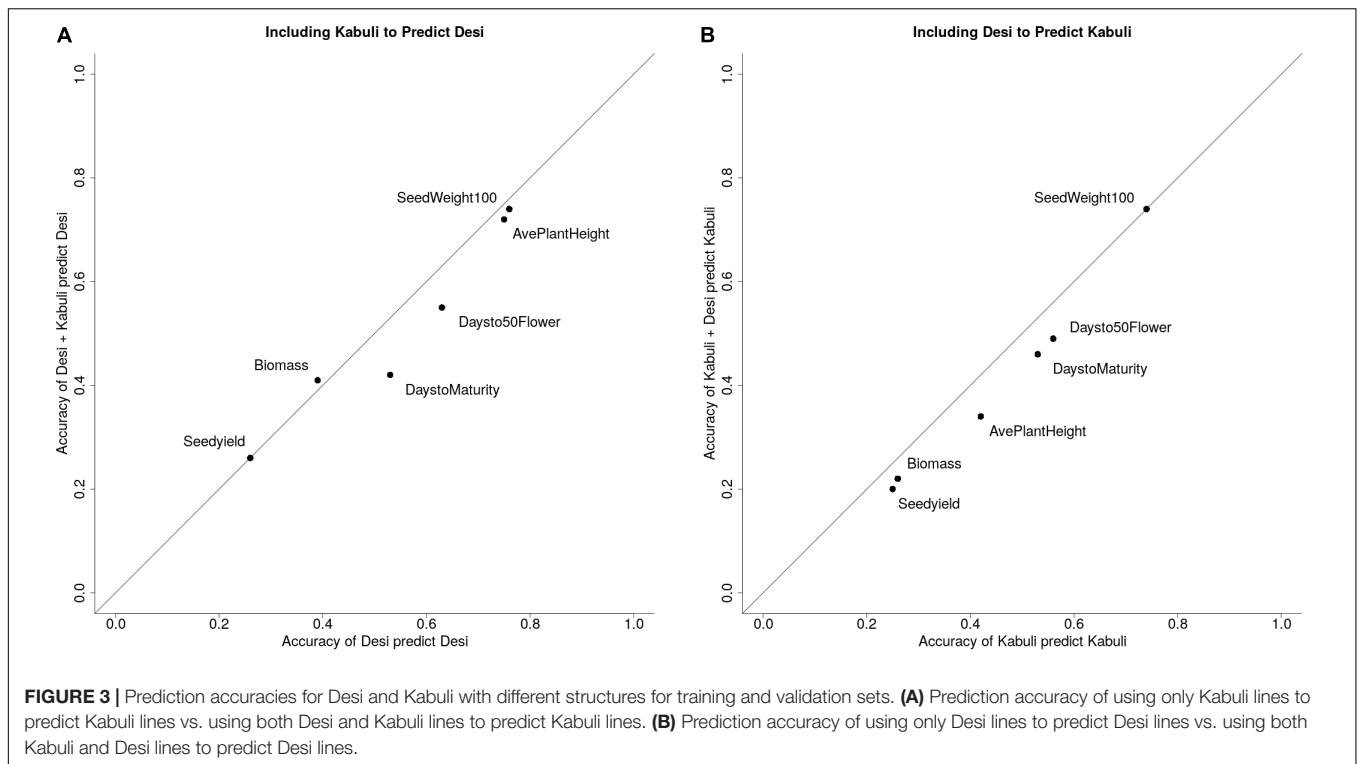 A
Including Kabuli to Predict Desi
Accuracy of Desi + Kabuli predict Desi
1.0
0.8
0.6
0.4
0.2
0.0
SeedWeight100
AvePlantHeight
Daysto50Flower
Biomass
DaystoMaturity
Seedyield
0.0 0.2 0.4 0.6 0.8 1.0
Accuracy of Desi predict Desi
B
Including Desi to Predict Kabuli
Accuracy of Kabuli + Desi predict Kabuli
1.0
0.8
0.6
0.4
0.2
0.0
SeedWeight100
Daysto50Flower
DaystoMaturity
AvePlantHeight
Biomass
Seedyield
0.0 0.2 0.4 0.6 0.8 1.0
Accuracy of Kabuli predict Kabuli
FIGURE 3 | Prediction accuracies for Desi and Kabuli with different structures for training and validation sets. (A) Prediction accuracy of using only Kabuli lines to
predict Kabuli lines vs. using both Desi and Kabuli lines to predict Kabuli lines. (B) Prediction accuracy of using only Desi lines to predict Desi lines vs. using both
Kabuli and Desi lines to predict Desi lines.